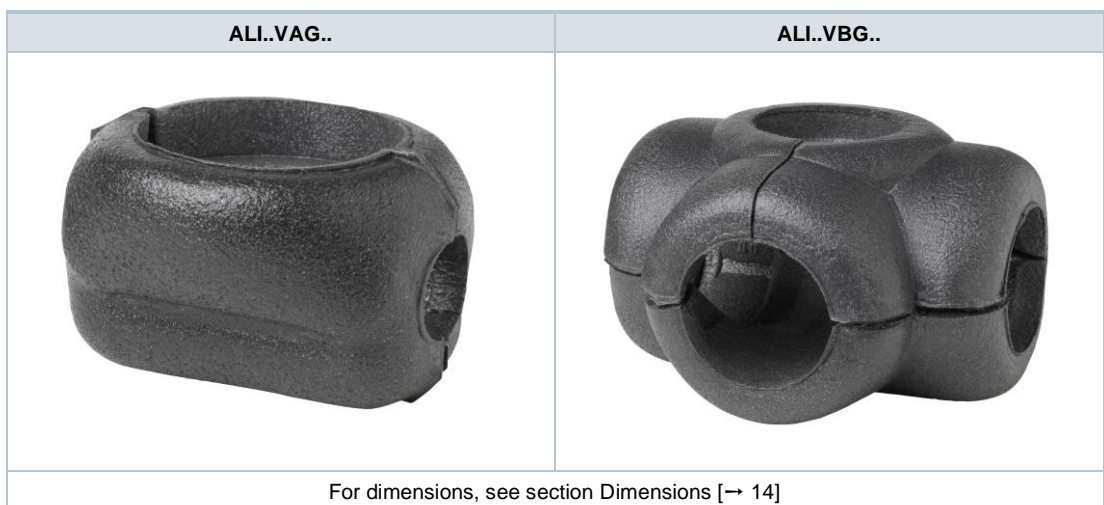 ALI..VAG..
ALI..VBG..
For dimensions, see section Dimensions [→ 14]